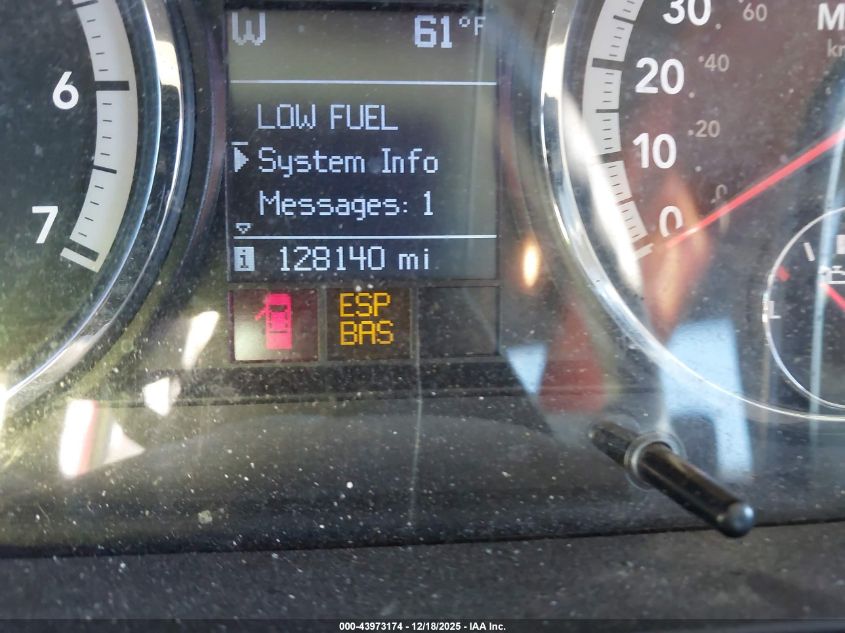 W 61°F
LOW FUEL
System Info
Messages: 1
i 128140 mi
ESP
BAS
6
7
30
20
10
0
60
40
20
0
000-43973174 - 12/18/2025 - IAA Inc.